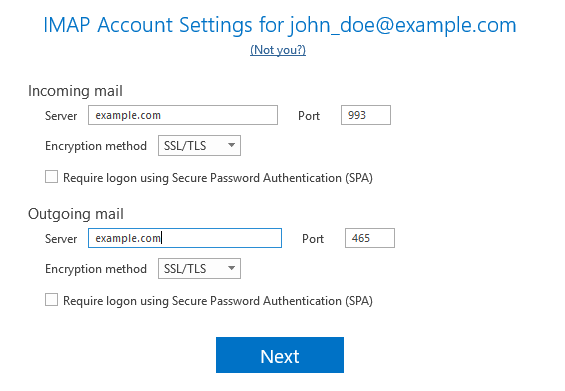 IMAP Account Settings for john_doe@example.com
(Not you?)
Incoming mail
Server example.com Port 993
Encryption method SSL/TLS
Require logon using Secure Password Authentication (SPA)
Outgoing mail
Server example.com Port 465
Encryption method SSL/TLS
Require logon using Secure Password Authentication (SPA)
Next